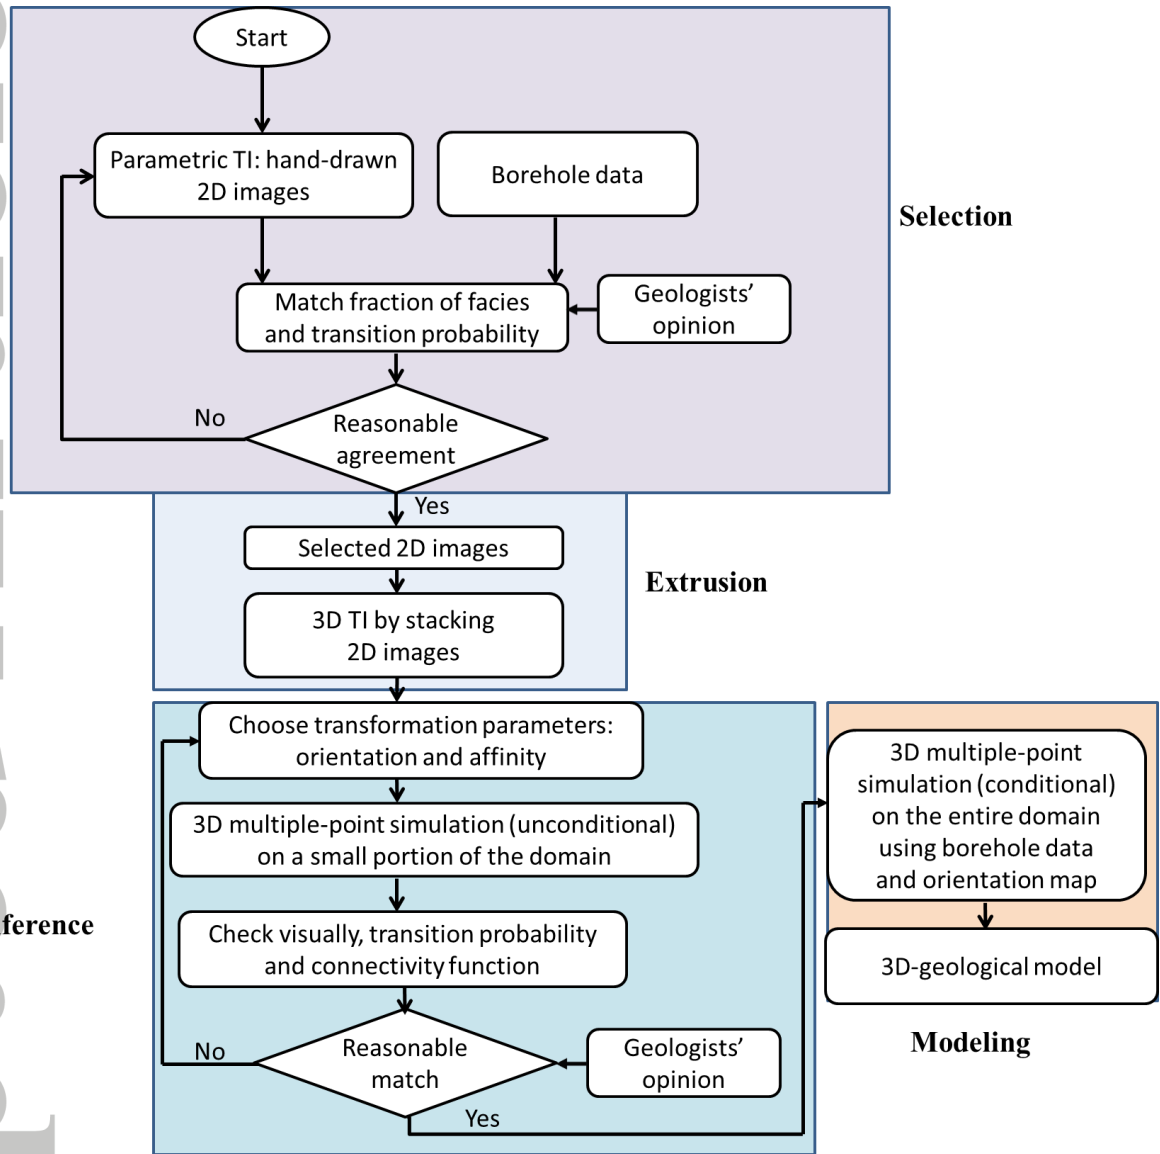 Start
Parametric TI: hand-drawn
2D images
Borehole data
Selection
Match fraction of facies
and transition probability
Geologists’
opinion
Reasonable
agreement
No
Yes
Selected 2D images
Extrusion
3D TI by stacking
2D images
Choose transformation parameters:
orientation and affinity
3D multiple-point simulation (unconditional)
on a small portion of the domain
Check visually, transition probability
and connectivity function
Reasonable
match
No
Geologists’
opinion
Yes
3D multiple-point
simulation (conditional)
on the entire domain
using borehole data
and orientation map
3D-geological model
Modeling